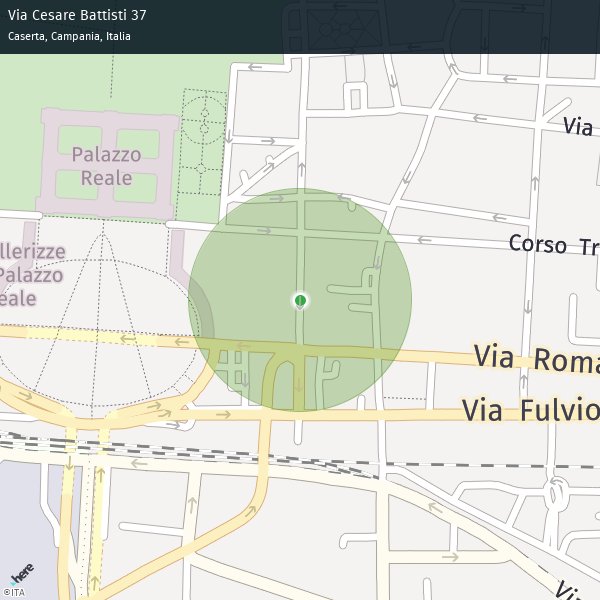 Via Cesare Battisti 37
Caserta, Campania, Italia
Via
Palazzo
Reale
Corso Tr
llerizze
Palazzo
eale
Via Roma
Via Fulvio
Vi
here
©ITA